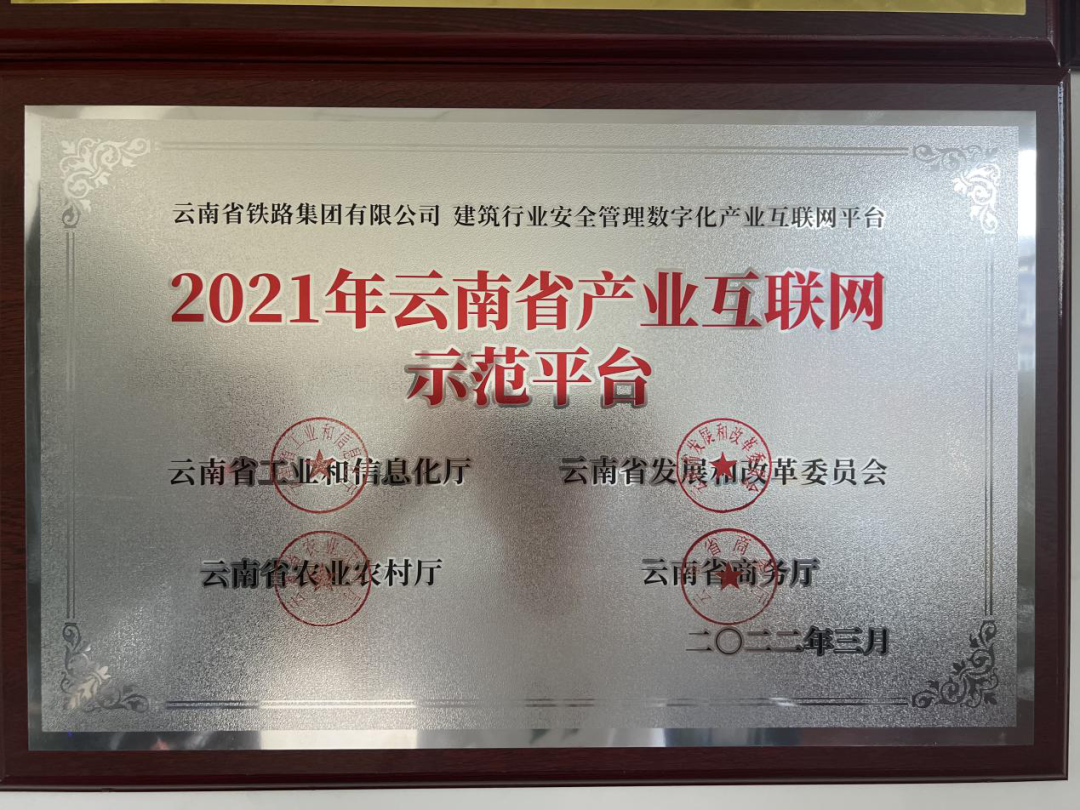 云南省铁路集团有限公司 建筑行业安全管理数字化产业互联网平台
2021年云南省产业互联网
示范平台
云南省工业和信息化厅 云南省发展和改革委员会
云南省农业农村厅 云南省商务厅
二〇二二年三月